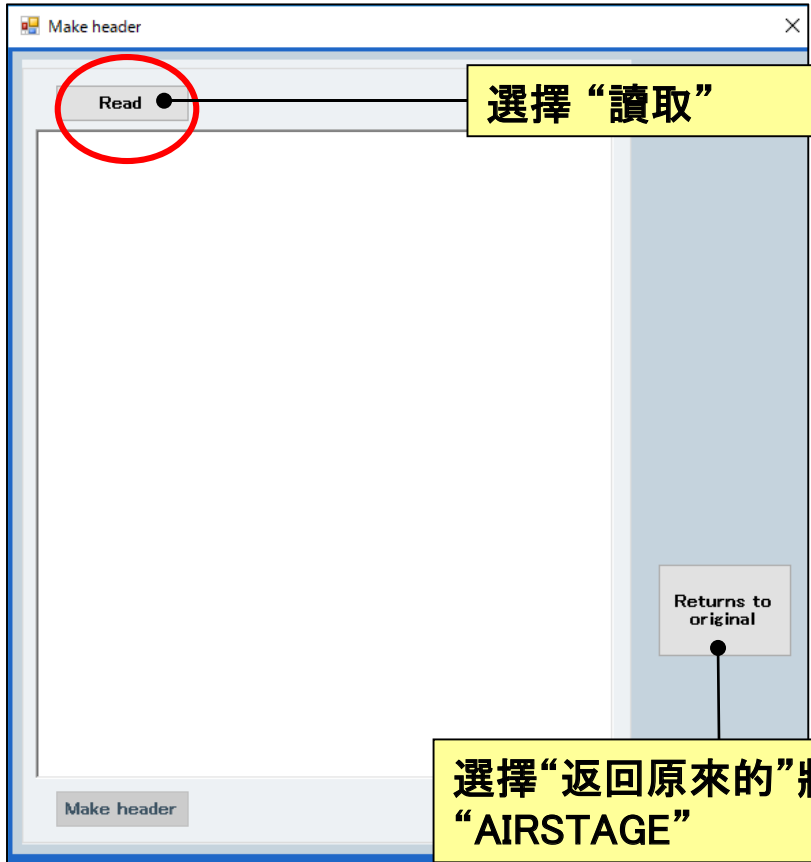 Make header
Read
選擇 “讀取”
Returns to
original
選擇“返回原來的”
“AIRSTAGE”
Make header